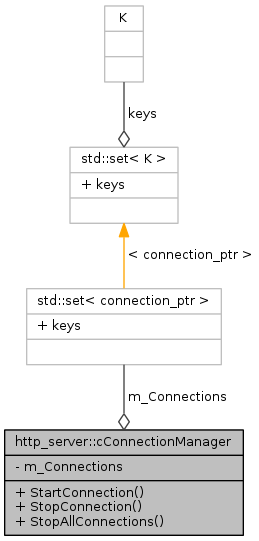 K
keys
std::set< K >
+ keys
< connection_ptr >
std::set< connection_ptr >
+ keys
m_Connections
http_server::cConnectionManager
- m_Connections
+ StartConnection()
+ StopConnection()
+ StopAllConnections()